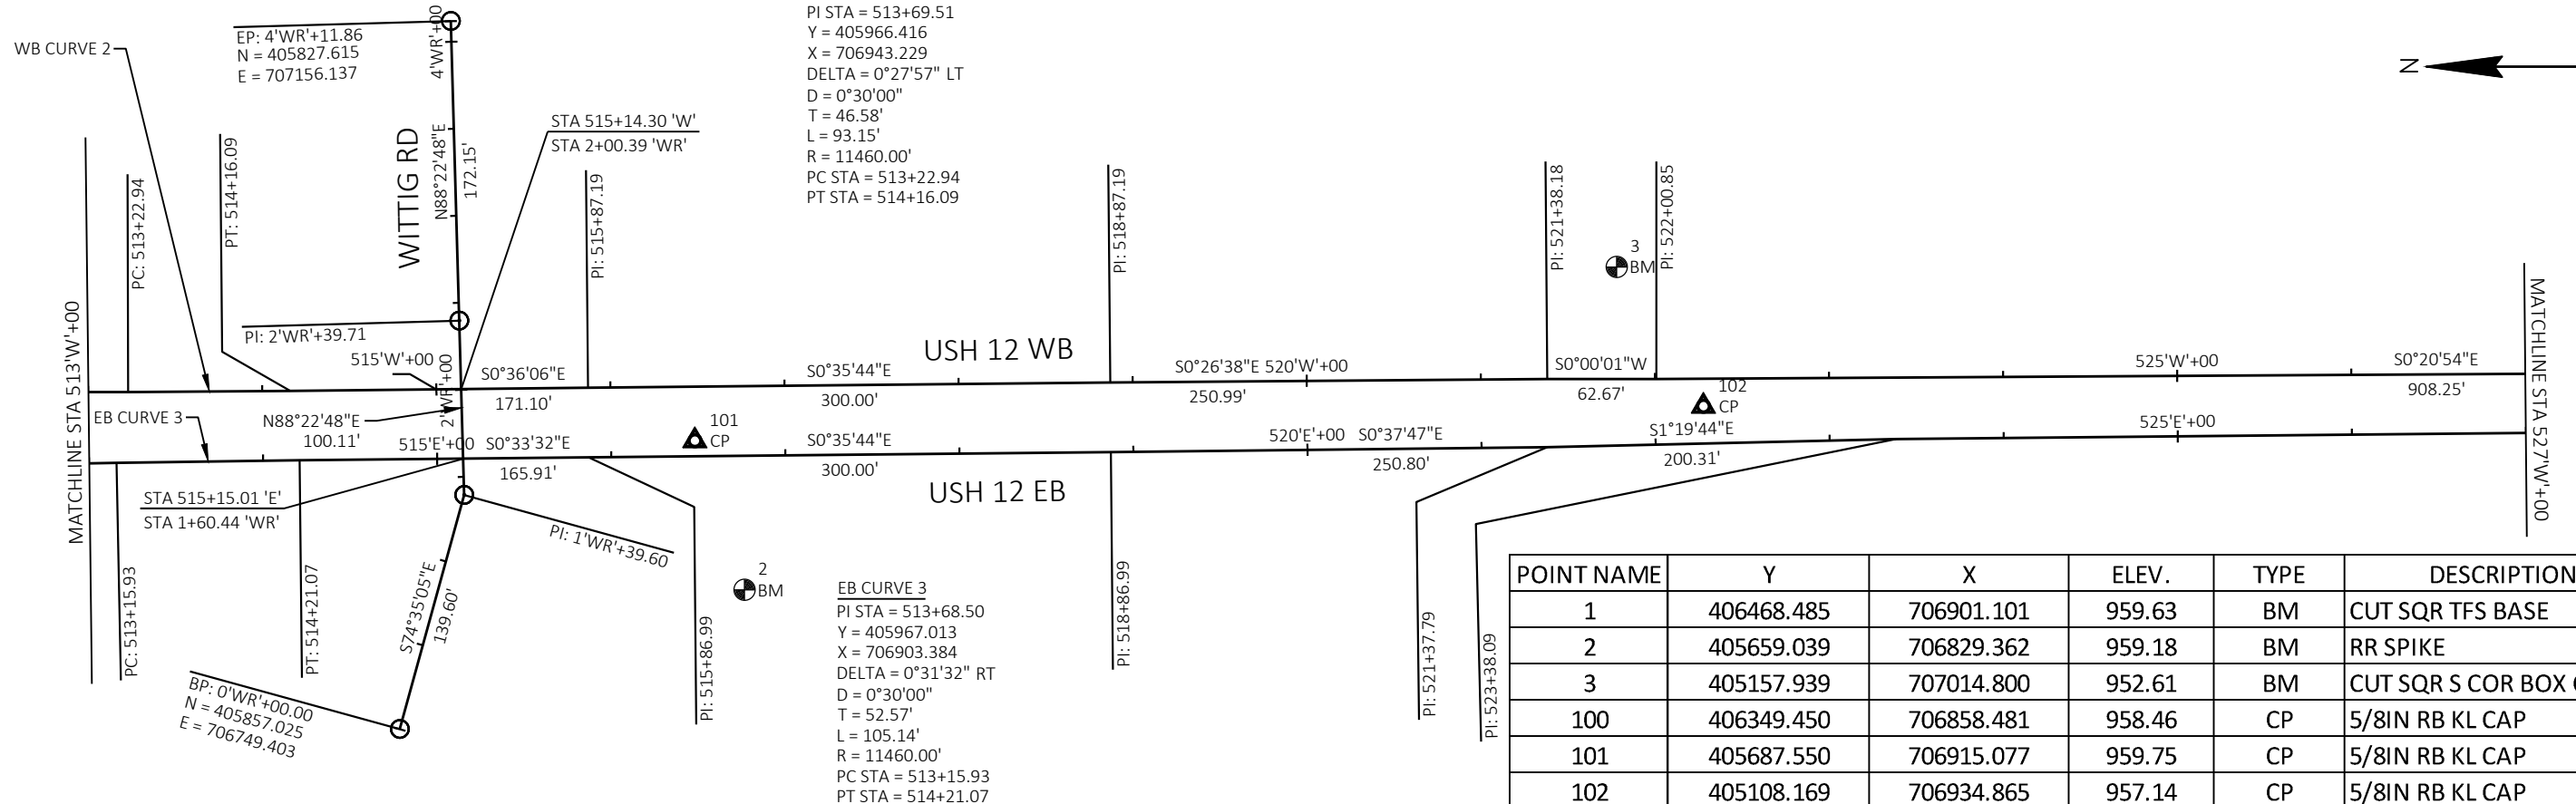 WB CURVE 2
EP: 4'WR'+11.86
N = 405827.615
E = 707156.137
4'WR'+00
PI STA = 513+69.51
Y = 405966.416
X = 706943.229
DELTA = 0°27'57" LT
D = 0°30'00"
T = 46.58'
L = 93.15'
R = 11460.00'
PC STA = 513+22.94
PT STA = 514+16.09
N
STA 515+14.30 'W'
STA 2+00.39 'WR'
WITTIG RD
N88°22'48"E
172.15'
PC: 513+22.94
PT: 514+16.09
PI: 515+87.19
PI: 518+87.19
PI: 521+38.18
PI: 522+00.85
3
BM
PI: 2'WR'+39.71
515'W'+00
2'WR'+00
MATCHLINE STA 513'W'+00
MATCHLINE STA 527'W'+00
USH 12 WB
S0°36'06"E
171.10'
S0°35'44"E
300.00'
S0°26'38"E
520'W'+00
250.99'
S0°00'01"W
62.67'
525'W'+00
S0°20'54"E
908.25'
102
CP
EB CURVE 3
N88°22'48"E
100.11'
515'E'+00
S0°33'32"E
165.91'
101
CP
S0°35'44"E
300.00'
520'E'+00
S0°37'47"E
250.80'
S1°19'44"E
200.31'
525'E'+00
USH 12 EB
STA 515+15.01 'E'
STA 1+60.44 'WR'
PI: 1'WR'+39.60
S74°35'05"E
139.60'
PC: 513+15.93
PT: 514+21.07
PI: 515+86.99
PI: 518+86.99
PI: 521+37.79
PI: 523+38.09
BP: 0'WR'+00.00
N = 405857.025
E = 706749.403
2
BM
EB CURVE 3
PI STA = 513+68.50
Y = 405967.013
X = 706903.384
DELTA = 0°31'32" RT
D = 0°30'00"
T = 52.57'
L = 105.14'
R = 11460.00'
PC STA = 513+15.93
PT STA = 514+21.07
POINT NAME Y X ELEV. TYPE DESCRIPTION
1 406468.485 706901.101 959.63 BM CUT SQR TFS BASE
2 405659.039 706829.362 959.18 BM RR SPIKE
3 405157.939 707014.800 952.61 BM CUT SQR S COR BOX
100 406349.450 706858.481 958.46 CP 5/8IN RB KL CAP
101 405687.550 706915.077 959.75 CP 5/8IN RB KL CAP
102 405108.169 706934.865 957.14 CP 5/8IN RB KL CAP